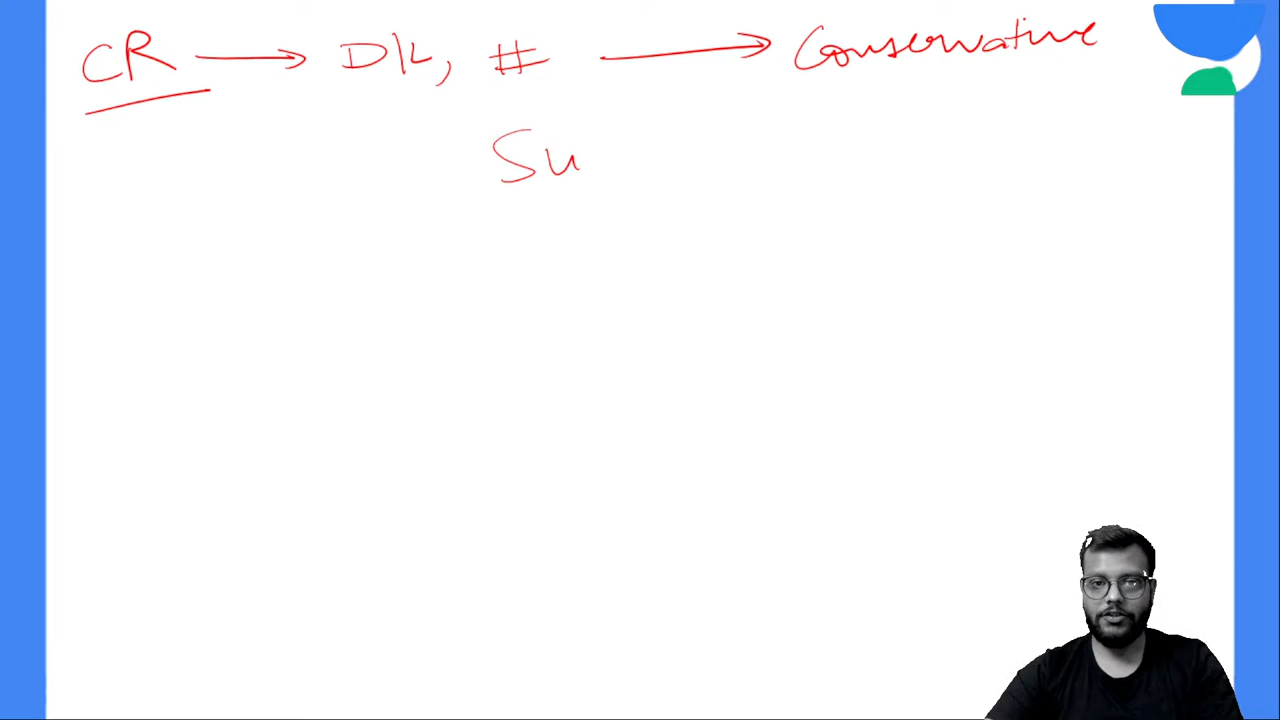 CR → D/L, # → Conservative
Su